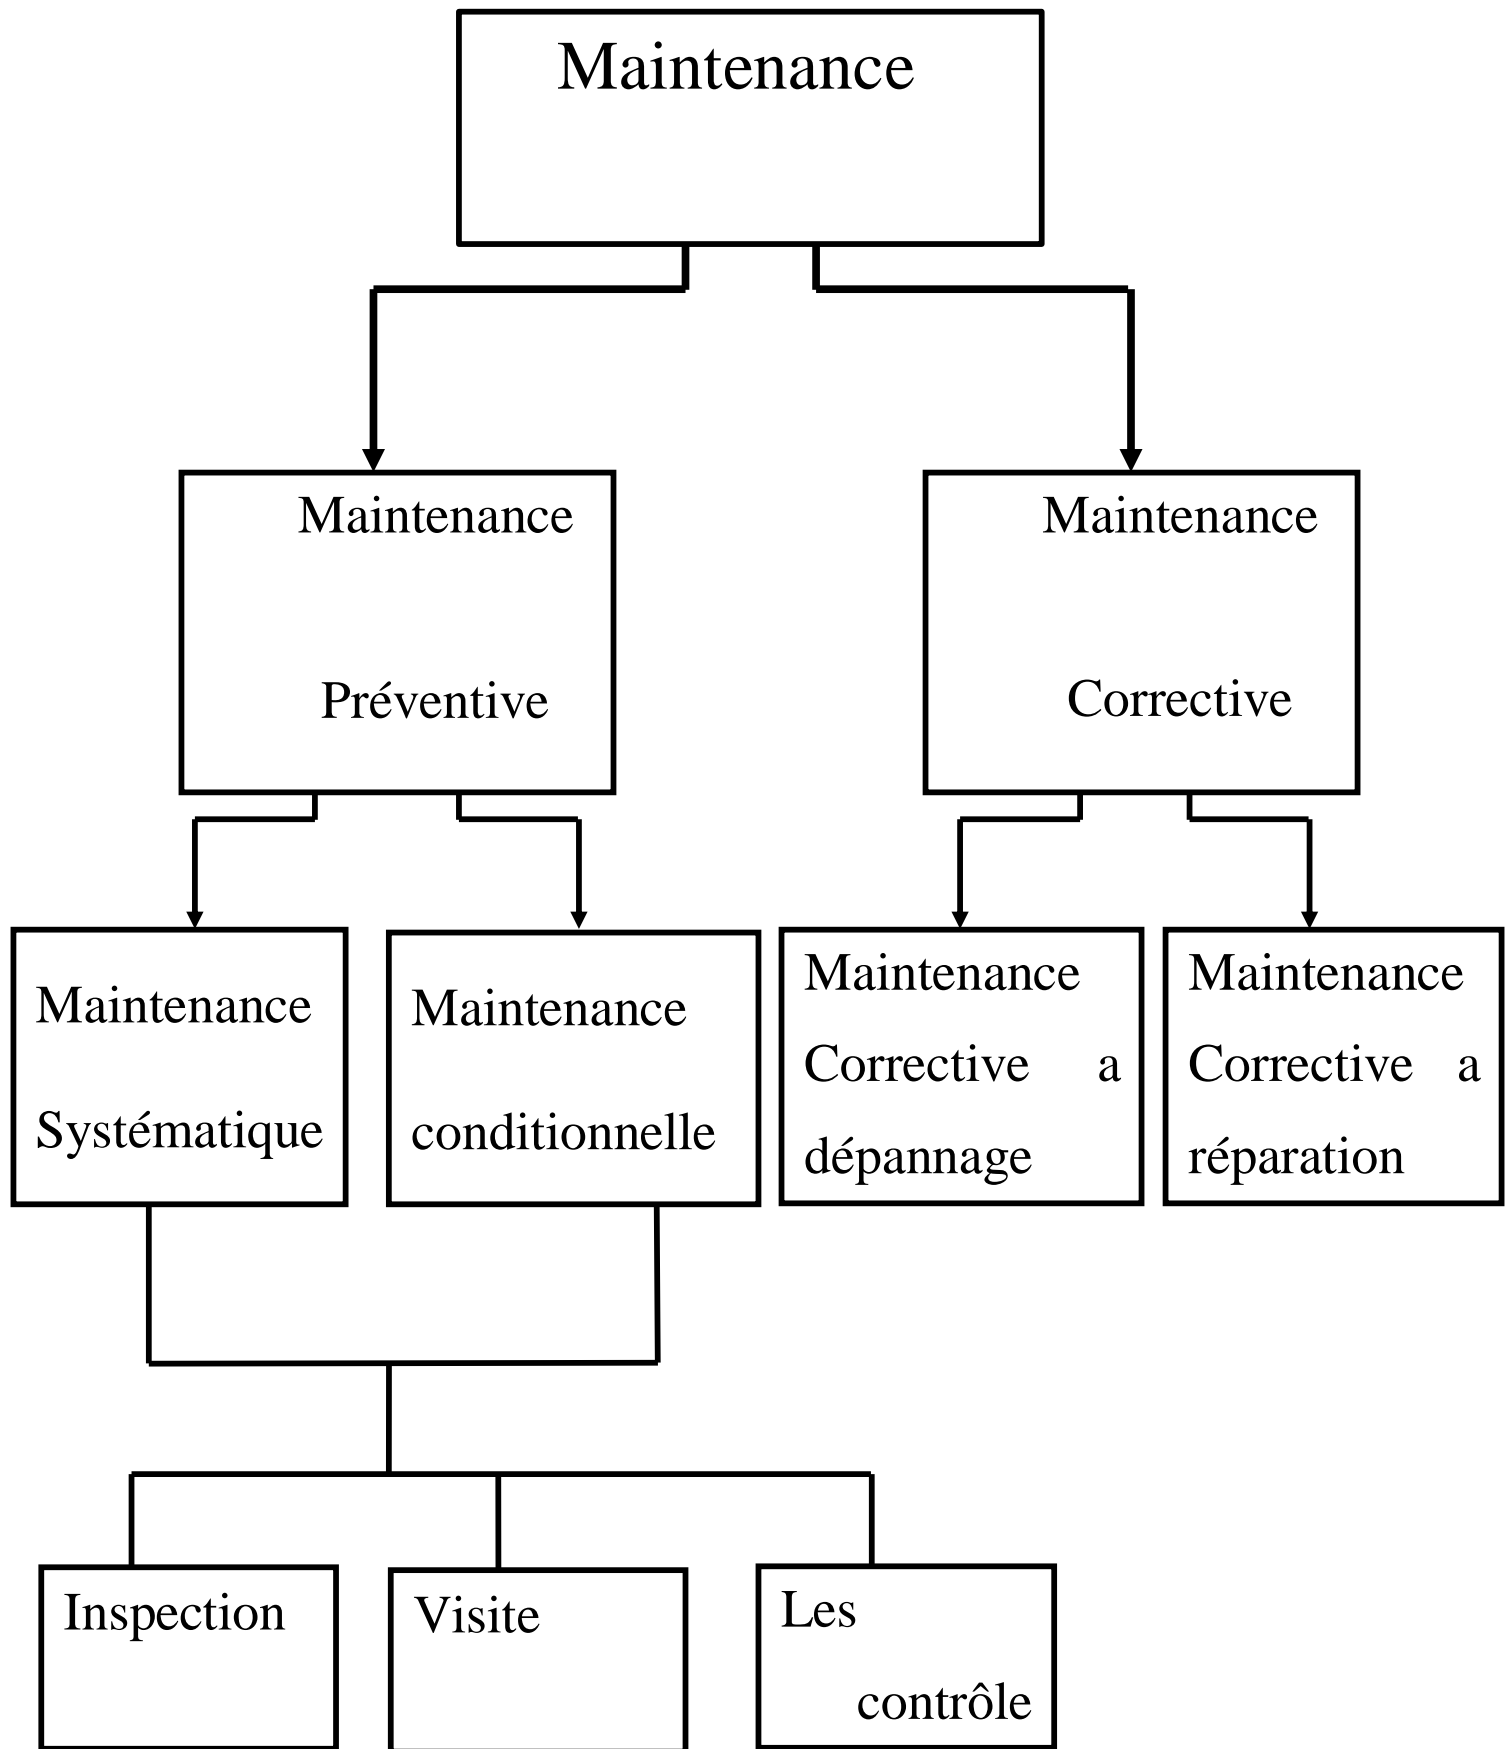 Maintenance
Maintenance
Préventive
Maintenance
Corrective
Maintenance
Systématique
Maintenance
conditionnelle
Maintenance
Corrective a
dépannage
Maintenance
Corrective a
réparation
Inspection
Visite
Les
contrôle